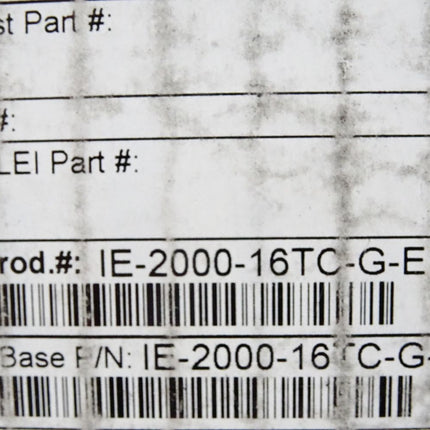 st Part #:
#:
LEI Part #:
rod.#: IE-2000-16TC-G-E
Base P/N: IE-2000-16TC-G-